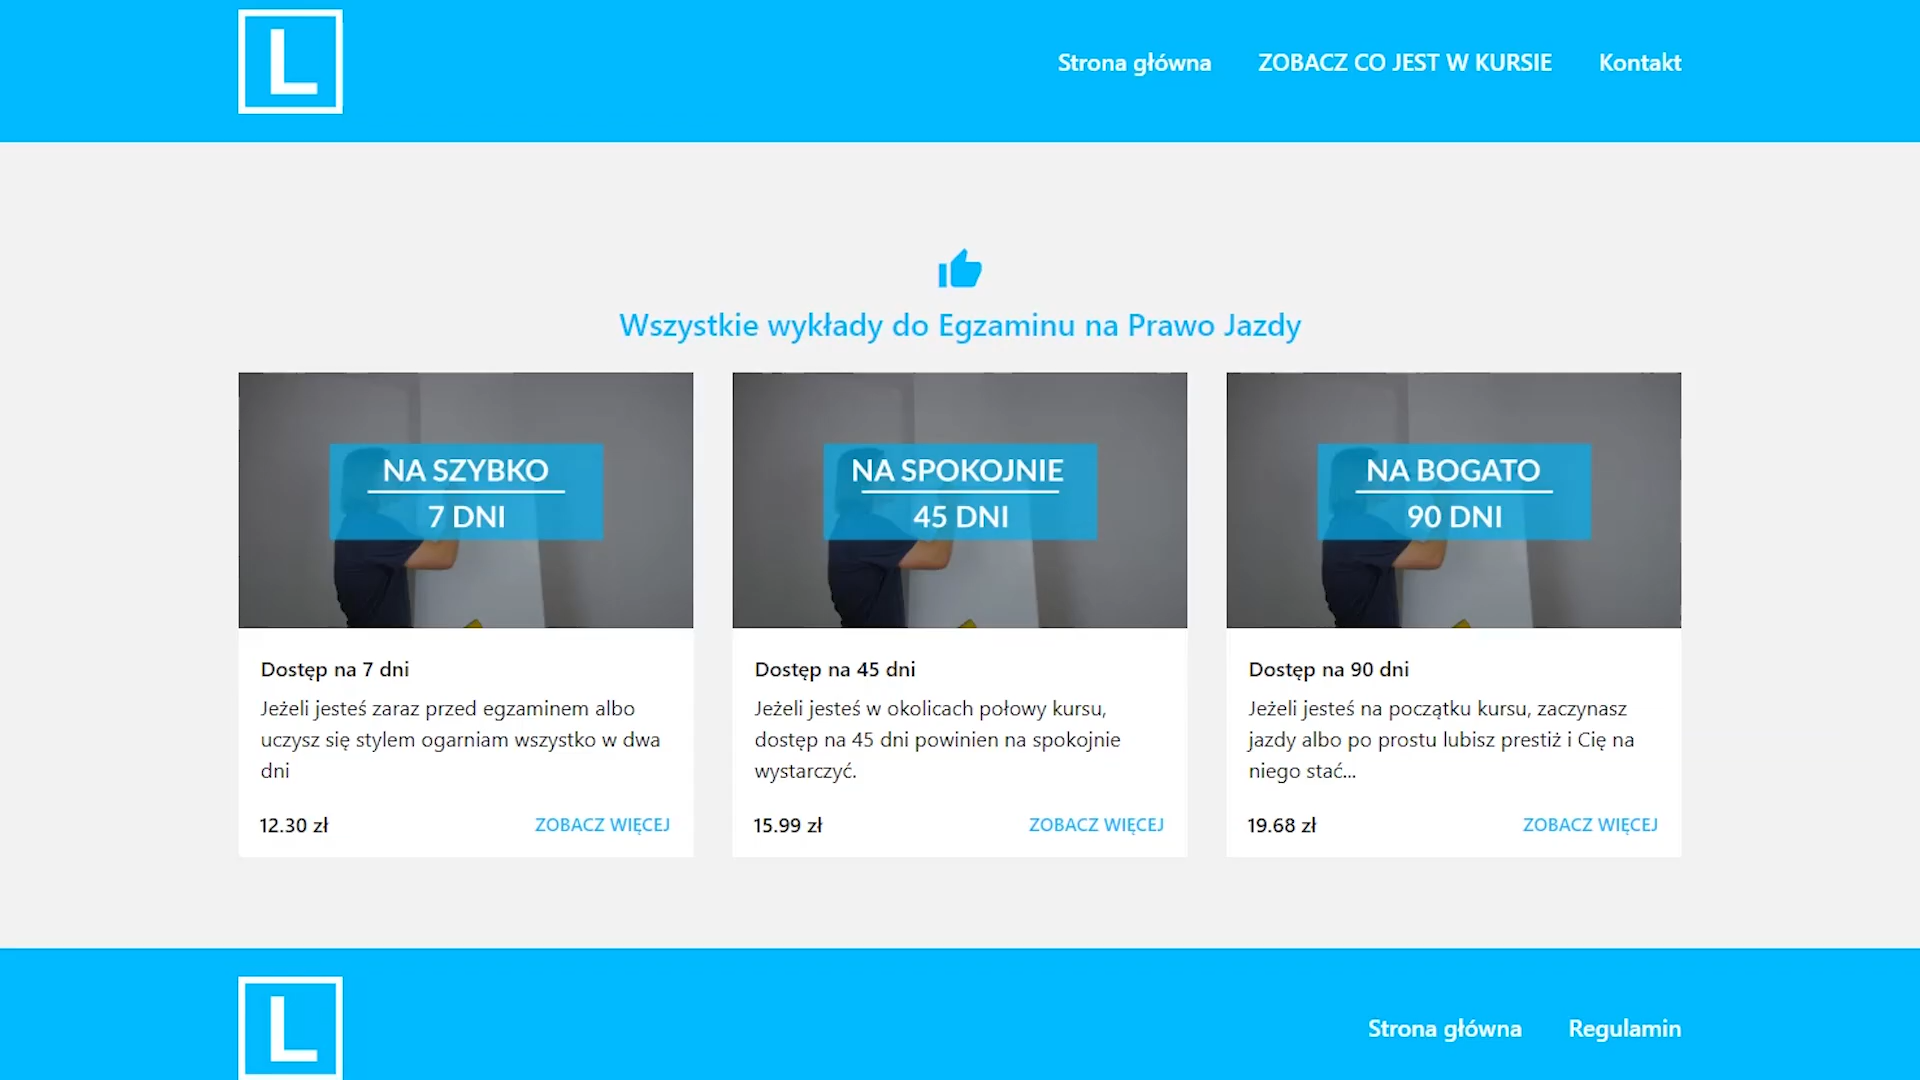 L
Strona główna ZOBACZ CO JEST W KURSIE Kontakt
Wszystkie wykłady do Egzaminu na Prawo Jazdy
NA SZYBKO
7 DNI
Dostęp na 7 dni
Jeżeli jesteś zaraz przed egzaminem albo
uczysz się stylem ogarniam wszystko w dwa
dni
12.30 zł ZOBACZ WIĘCEJ
NA SPOKOJNIE
45 DNI
Dostęp na 45 dni
Jeżeli jesteś w okolicach połowy kursu,
dostęp na 45 dni powinien na spokojnie
wystarczyć.
15.99 zł ZOBACZ WIĘCEJ
NA BOGATO
90 DNI
Dostęp na 90 dni
Jeżeli jesteś na początku kursu, zaczynasz
jazdy albo po prostu lubisz prestiż i Cię na
niego stać...
19.68 zł ZOBACZ WIĘCEJ
L
Strona główna Regulamin